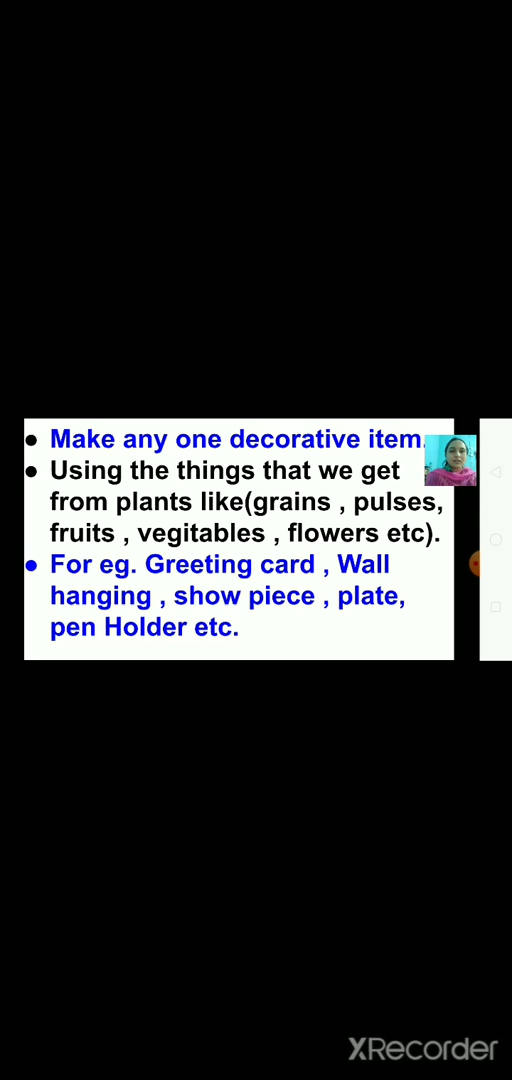 ● Make any one decorative item.
● Using the things that we get
from plants like(grains , pulses,
fruits , vegitables , flowers etc).
● For eg. Greeting card , Wall
hanging , show piece , plate,
pen Holder etc.
XRecorder